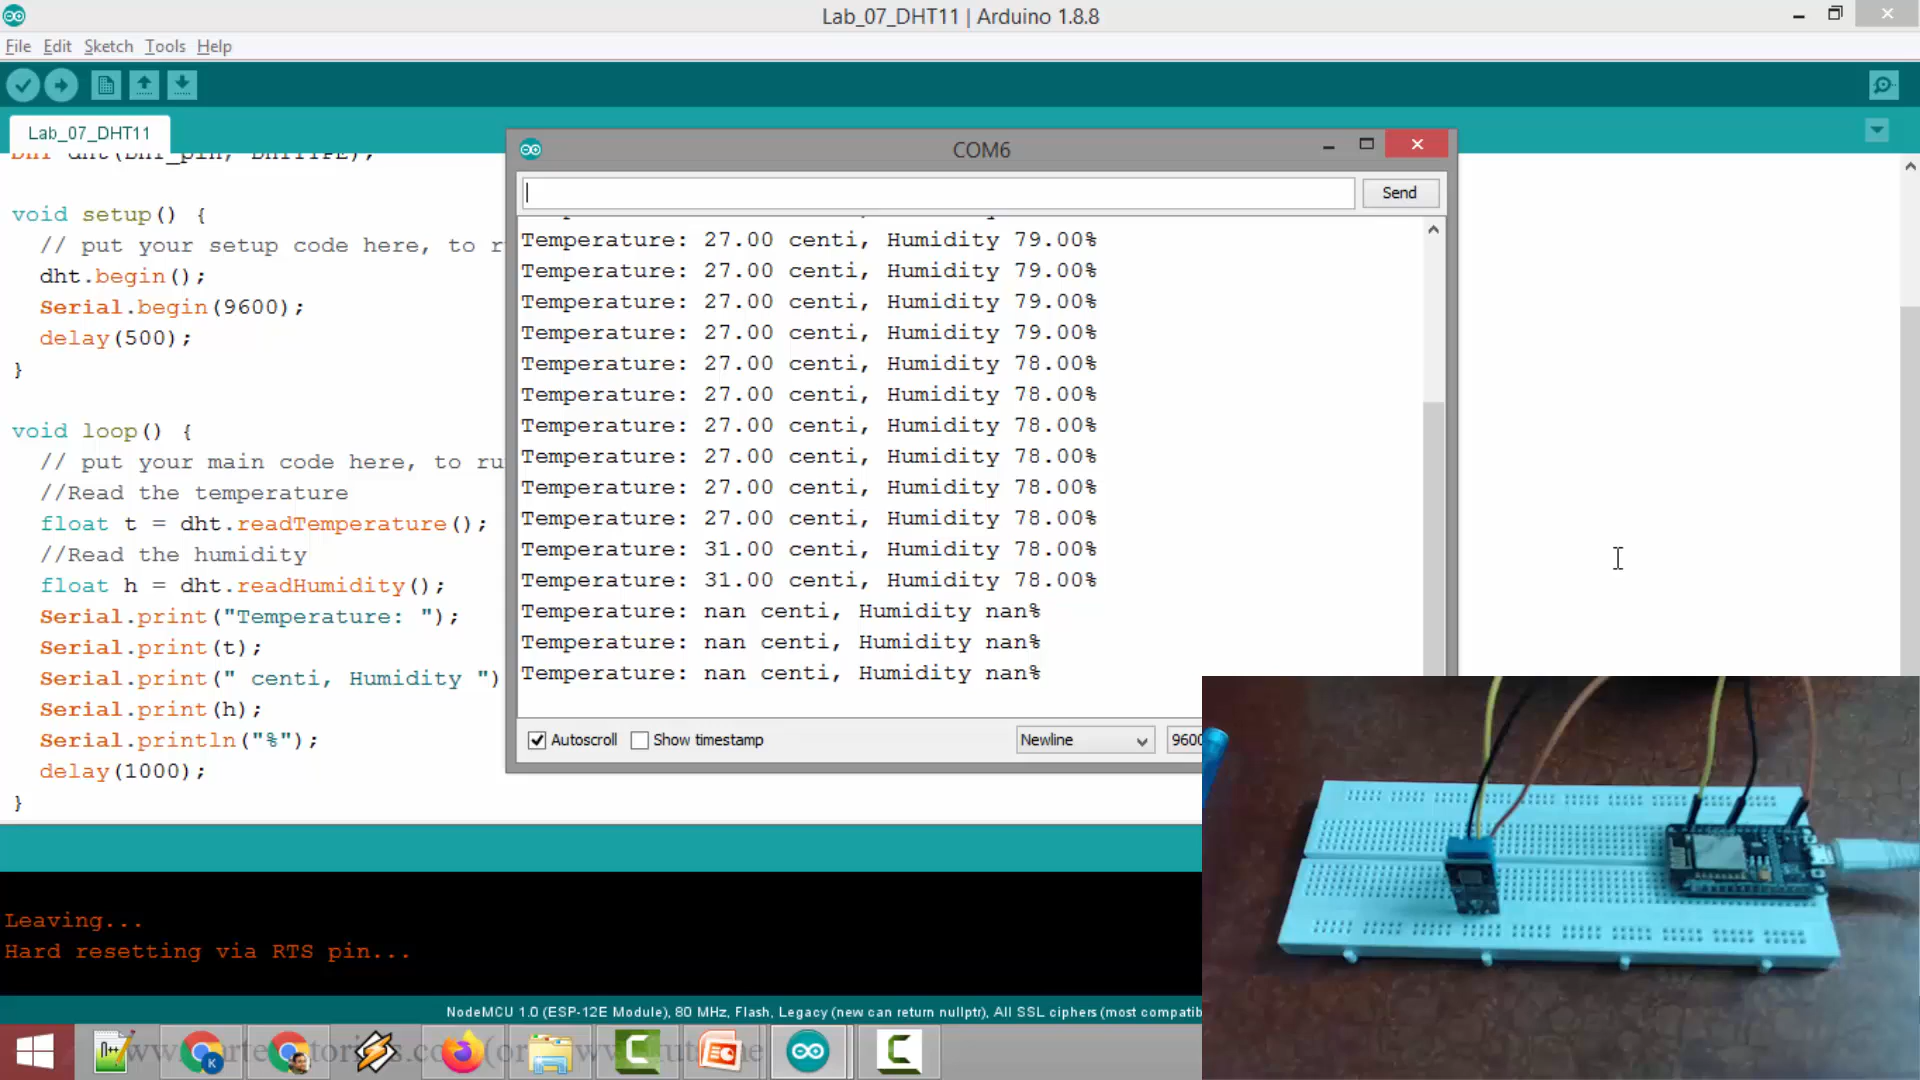 Lab_07_DHT11 | Arduino 1.8.8
File Edit Sketch Tools Help
Lab_07_DHT11
DHT dht(DHT_pin, DHTTYPE);
void setup() {
// put your setup code here, to r
dht.begin();
Serial.begin(9600);
delay(500);
}
void loop() {
// put your main code here, to ru
//Read the temperature
float t = dht.readTemperature();
//Read the humidity
float h = dht.readHumidity();
Serial.print("Temperature: ");
Serial.print(t);
Serial.print(" centi, Humidity ")
Serial.print(h);
Serial.println("%");
delay(1000);
}
COM6
Send
Temperature: 27.00 centi, Humidity 79.00%
Temperature: 27.00 centi, Humidity 79.00%
Temperature: 27.00 centi, Humidity 79.00%
Temperature: 27.00 centi, Humidity 79.00%
Temperature: 27.00 centi, Humidity 78.00%
Temperature: 27.00 centi, Humidity 78.00%
Temperature: 27.00 centi, Humidity 78.00%
Temperature: 27.00 centi, Humidity 78.00%
Temperature: 27.00 centi, Humidity 78.00%
Temperature: 27.00 centi, Humidity 78.00%
Temperature: 31.00 centi, Humidity 78.00%
Temperature: 31.00 centi, Humidity 78.00%
Temperature: nan centi, Humidity nan%
Temperature: nan centi, Humidity nan%
Temperature: nan centi, Humidity nan%
Autoscroll Show timestamp Newline 9600
Leaving...
Hard resetting via RTS pin...
NodeMCU 1.0 (ESP-12E Module), 80 MHz, Flash, Legacy (new can return nullptr), All SSL ciphers (most compatib